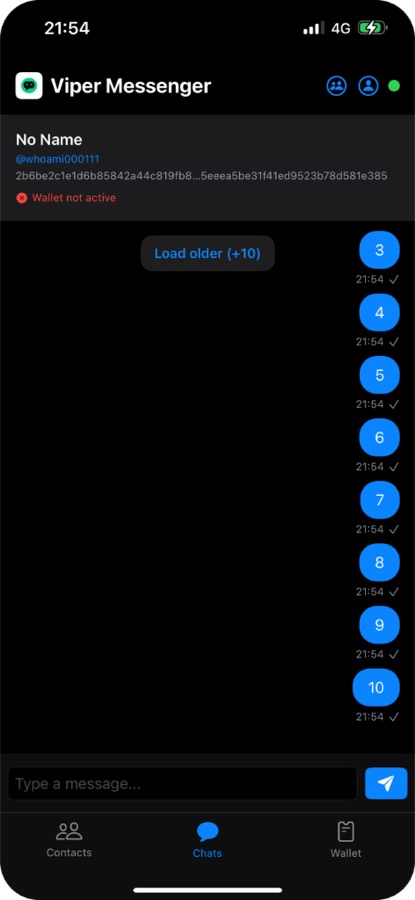 21:54
4G
Viper Messenger
No Name
@whoami000111
2b6be2c1e1d6b85842a44c819fb8...5eeea5be31f41ed9523b78d581e385
Wallet not active
Load older (+10)
3
21:54 ✓
4
21:54 ✓
5
21:54 ✓
6
21:54 ✓
7
21:54 ✓
8
21:54 ✓
9
21:54 ✓
10
21:54 ✓
Type a message...
Contacts
Chats
Wallet